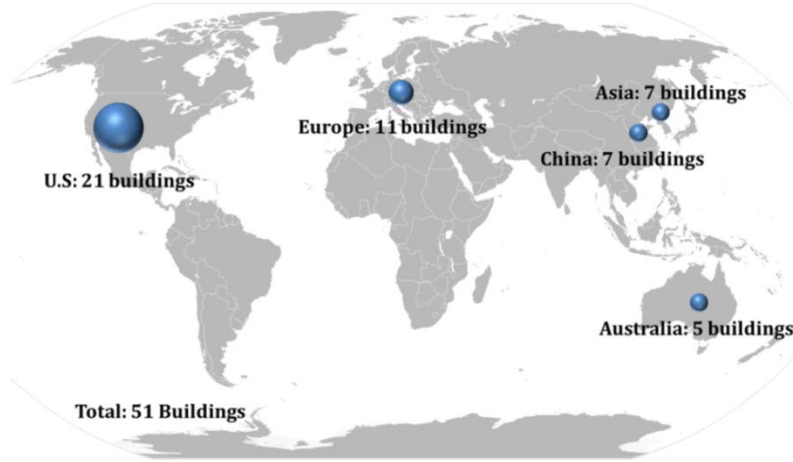 Asia: 7 buildings
Europe: 11 buildings
China: 7 buildings
U.S: 21 buildings
Australia: 5 buildings
Total: 51 Buildings